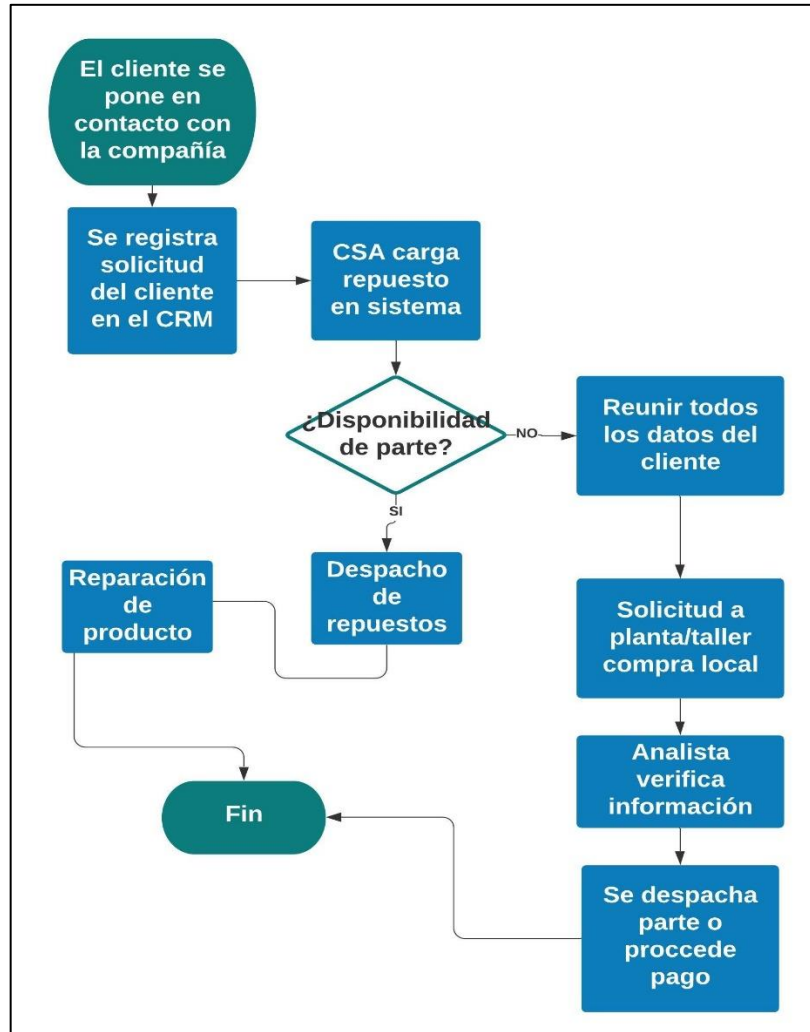 El cliente se
pone en
contacto con
la compañía
Se registra
solicitud
del cliente
en el CRM
CSA carga
repuesto
en sistema
¿Disponibilidad
de parte?
NO
Reunir todos
los datos del
cliente
SI
Despacho
de
repuestos
Reparación
de
producto
Solicitud a
planta/taller
compra local
Analista
verifica
información
Se despacha
parte o
proccede
pago
Fin